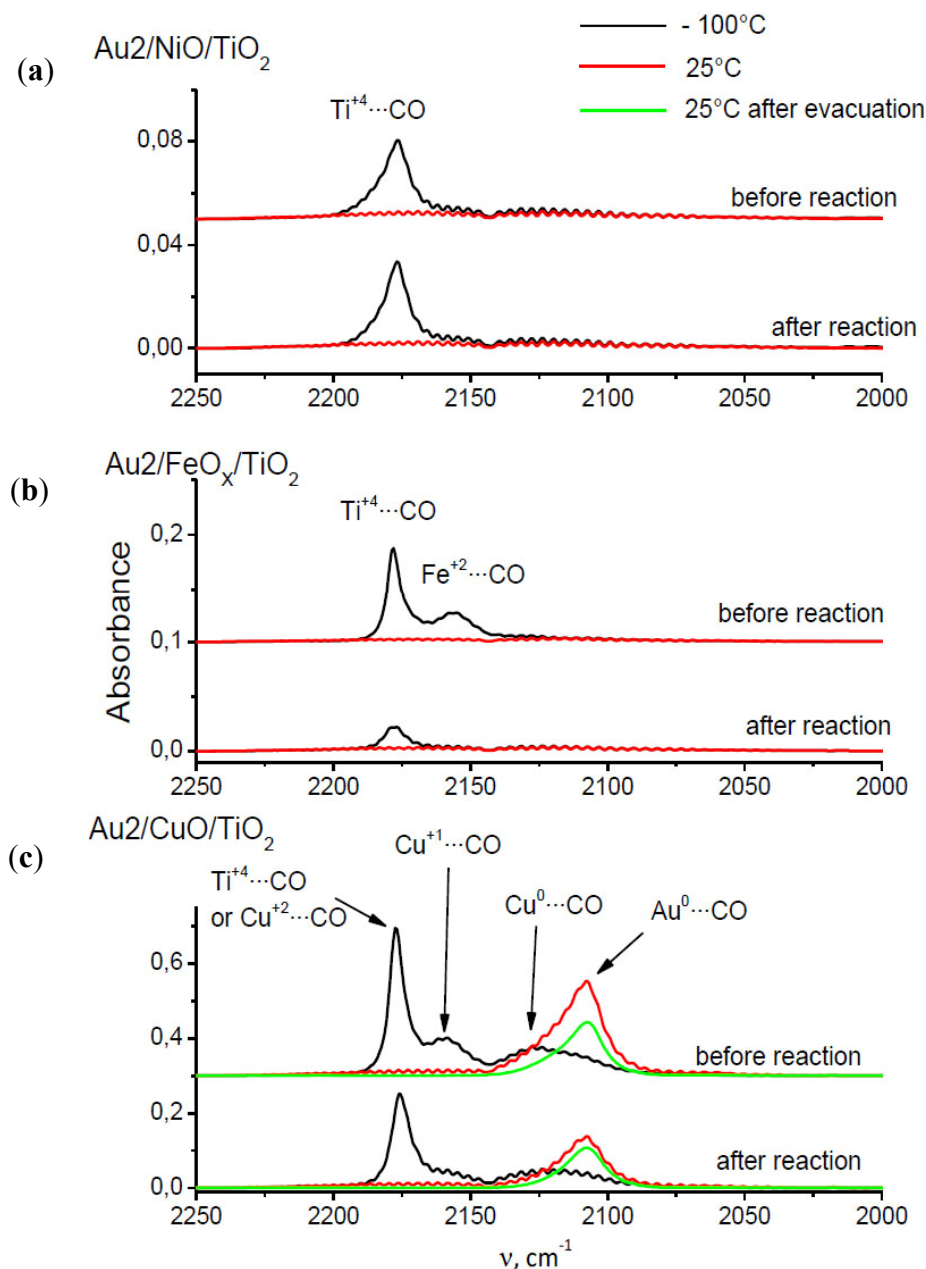 - 100°C
25°C
25°C after evacuation
(a) Au2/NiO/TiO2
Ti+4···CO
0,08
before reaction
0,04
after reaction
0,00
2250 2200 2150 2100 2050 2000
(b) Au2/FeOX/TiO2
Ti+4···CO
0,2
Fe+2···CO
before reaction
0,1
after reaction
0,0
Absorbance
2250 2200 2150 2100 2050 2000
(c) Au2/CuO/TiO2
Cu+1···CO
Ti+4···CO
or Cu+2···CO
Cu0···CO
Au0···CO
0,6
0,4
before reaction
0,2
after reaction
0,0
2250 2200 2150 2100 2050 2000
ν, cm-1